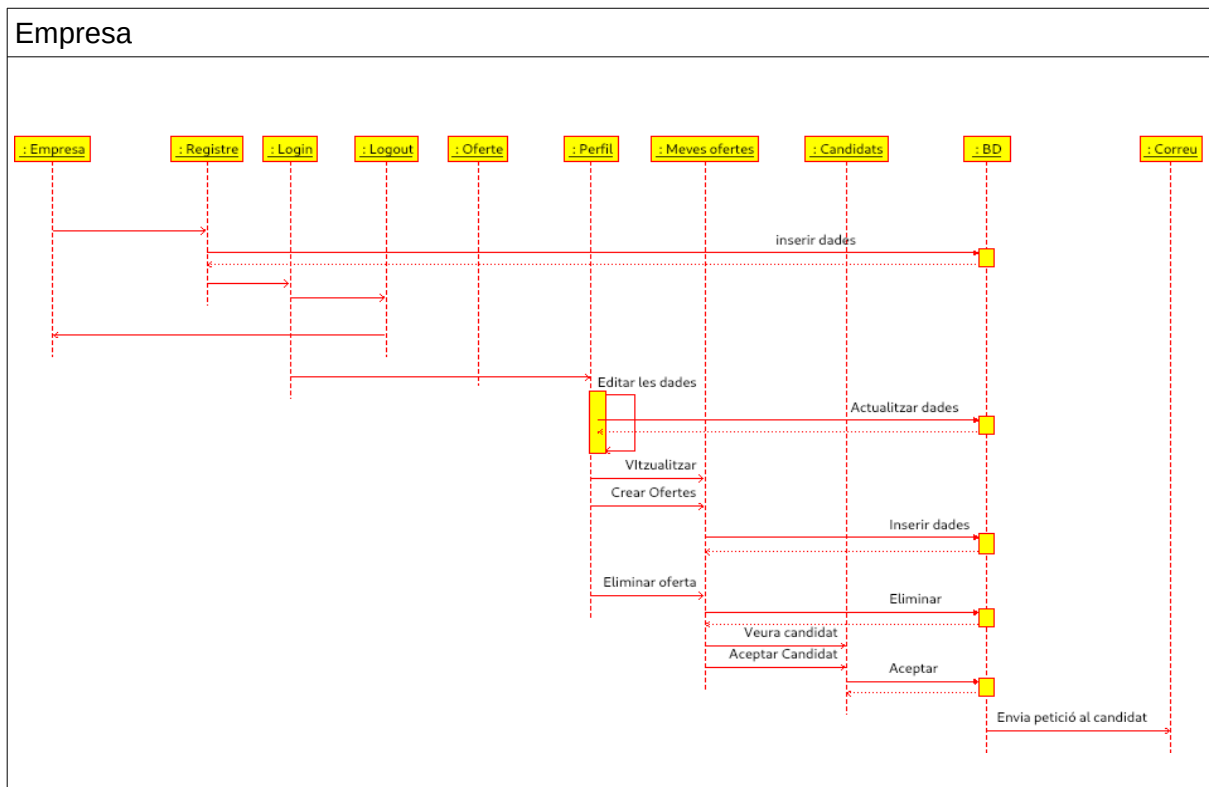 Empresa
: Empresa
: Registre
: Login
: Logout
: Oferte
: Perfil
: Meves ofertes
: Candidats
: BD
: Correu
inserir dades
Editar les dades
Actualitzar dades
VItzualitzar
Crear Ofertes
Inserir dades
Eliminar oferta
Eliminar
Veura candidat
Aceptar Candidat
Aceptar
Envia petició al candidat